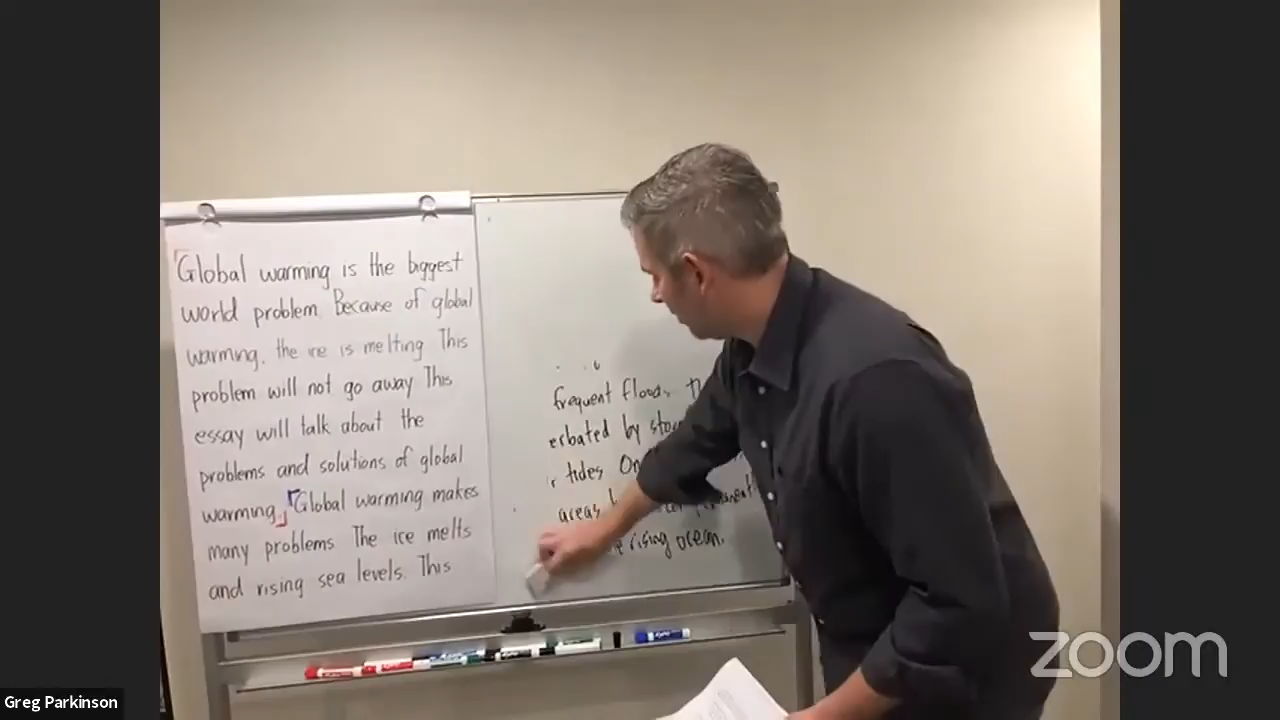 Global warming is the biggest
world problem. Because of global
warming, the ice is melting This
problem will not go away This
essay will talk about the
problems and solutions of global
warming. Global warming makes
many problems The ice melts
and rising sea levels. This
frequent floods.
erbated by
tides
areas
rising ocean.
Greg Parkinson
zoom